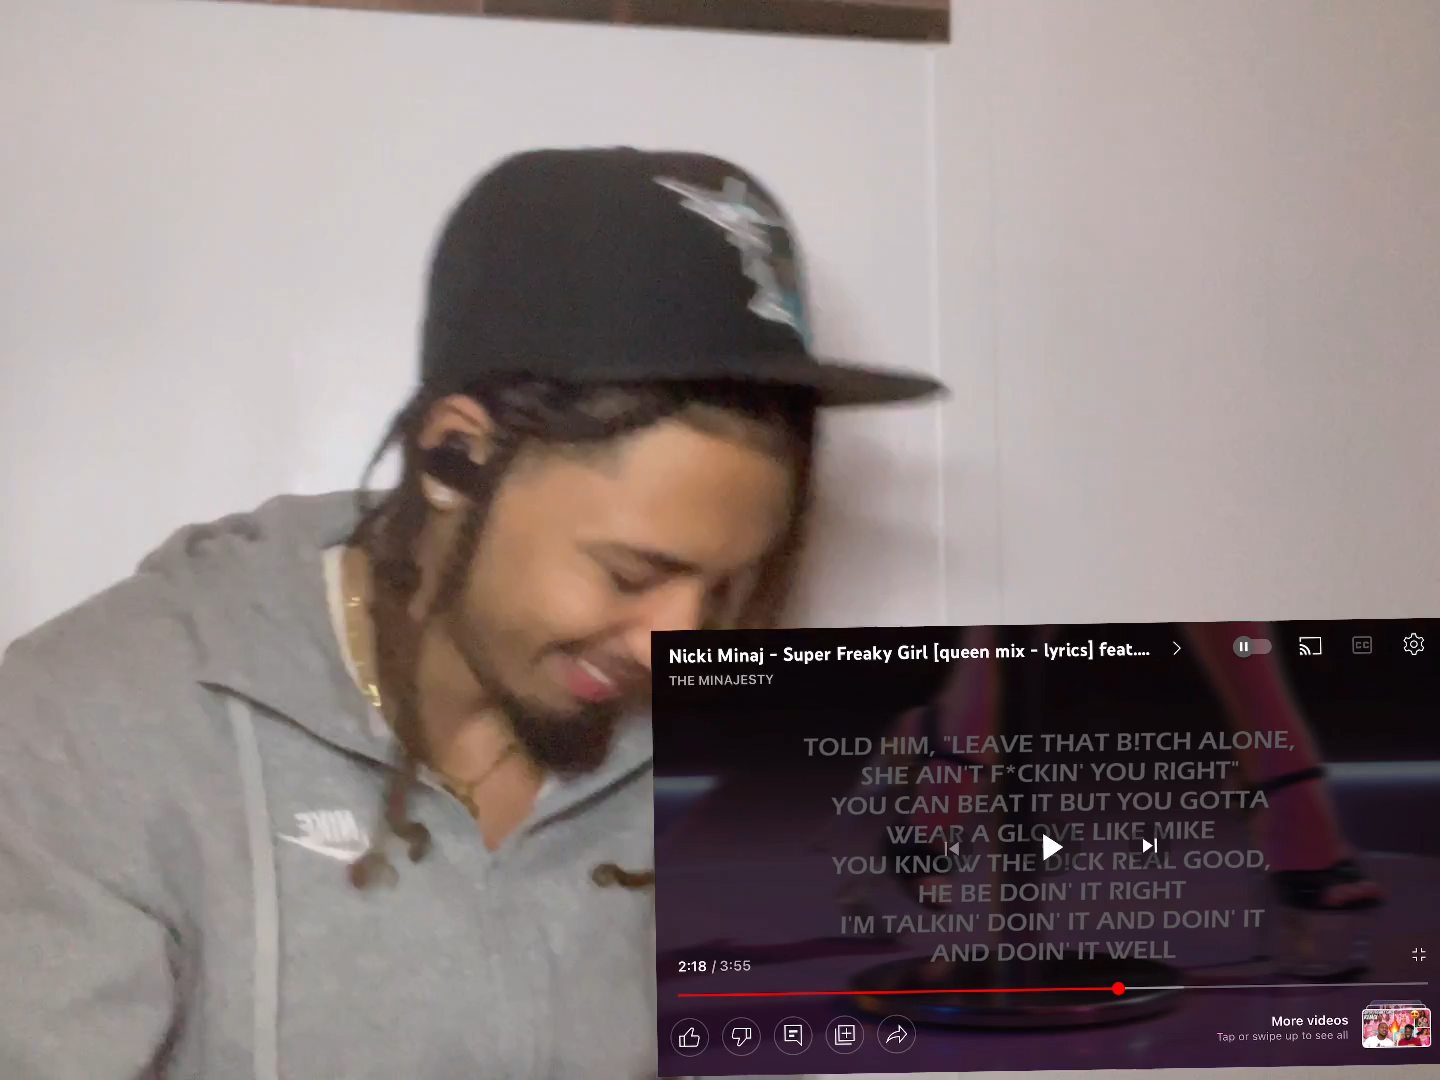 Nicki Minaj - Super Freaky Girl [queen mix - lyrics] feat....
THE MINAJESTY
CC
TOLD HIM, "LEAVE THAT B!TCH ALONE,
SHE AIN'T F*CKIN' YOU RIGHT"
YOU CAN BEAT IT BUT YOU GOTTA
WEAR A GLOVE LIKE MIKE
YOU KNOW THE D!CK REAL GOOD,
HE BE DOIN' IT RIGHT
I'M TALKIN' DOIN' IT AND DOIN' IT
AND DOIN' IT WELL
2:18 / 3:55
More videos
Tap or swipe up to see all
NIKE